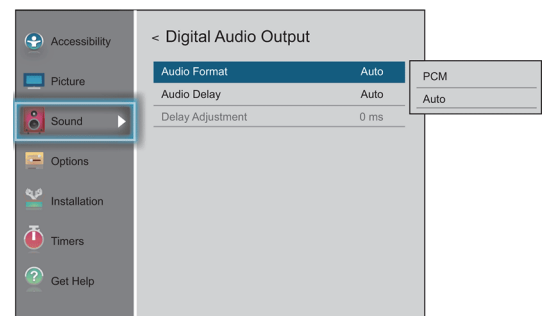 Accessibility
Picture
Sound
Options
Installation
Timers
Get Help
< Digital Audio Output
Audio Format Auto
Audio Delay Auto
Delay Adjustment 0 ms
PCM
Auto